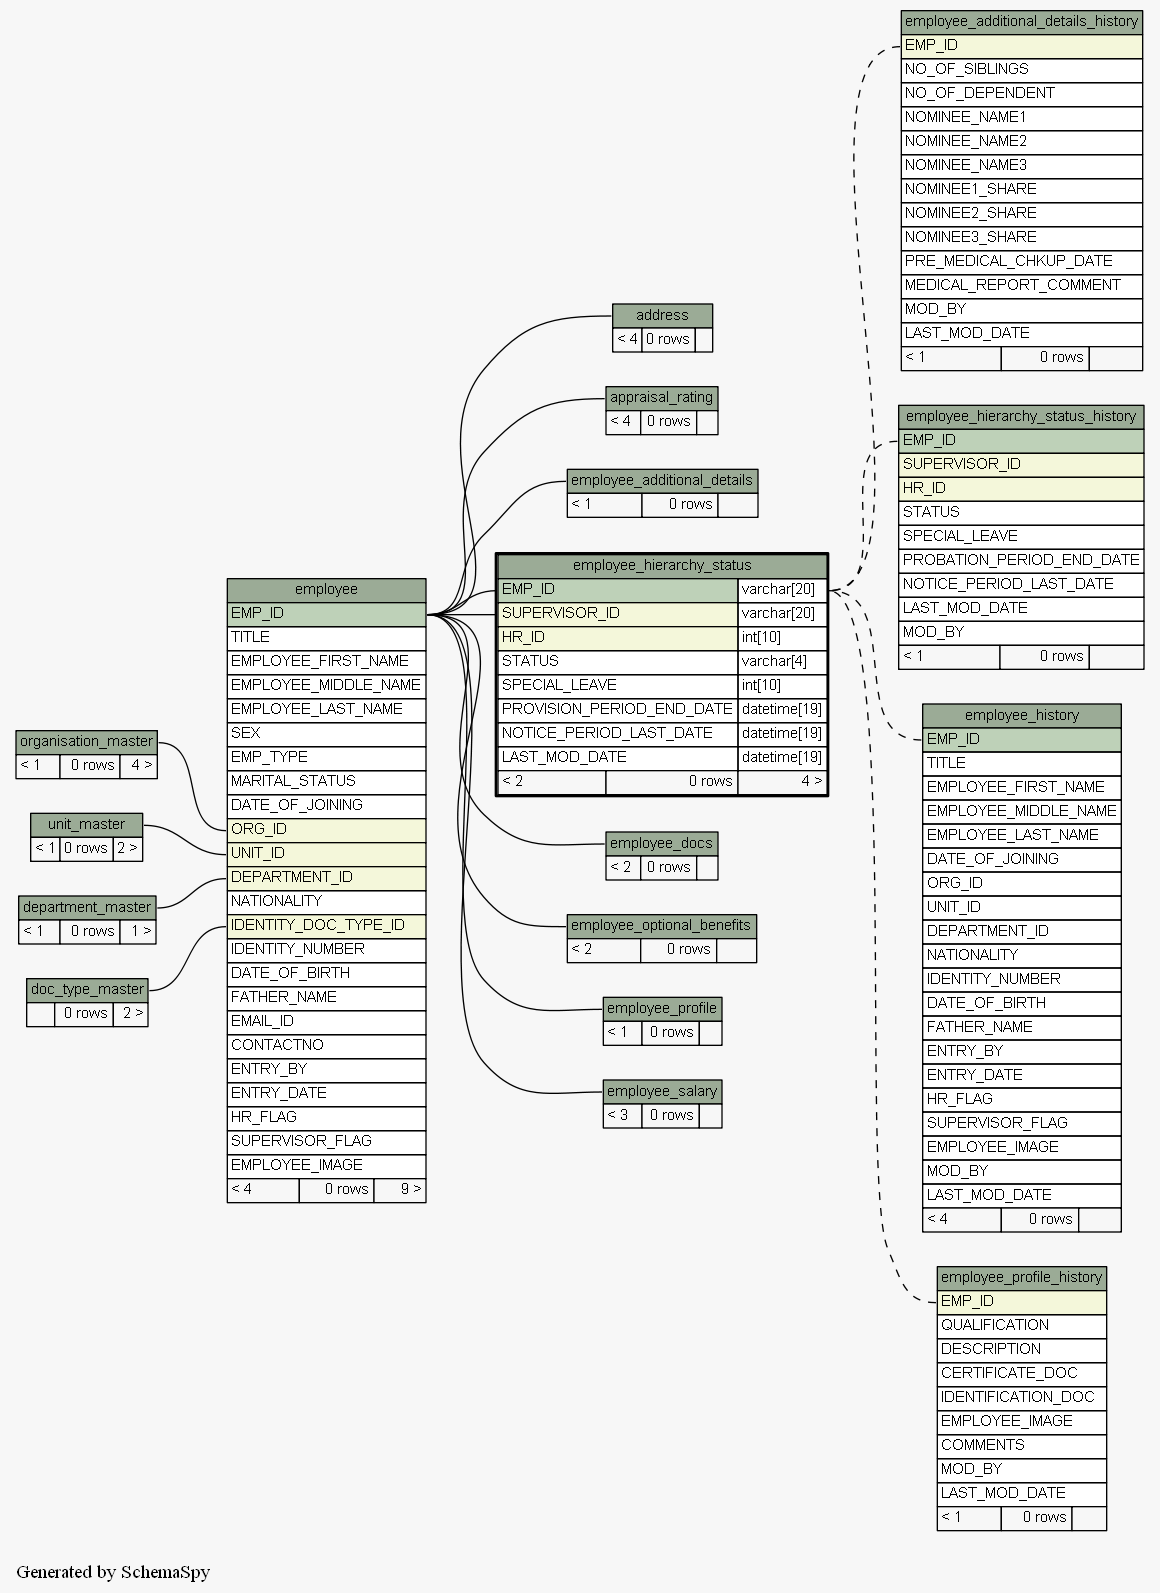 employee_additional_details_history
EMP_ID
NO_OF_SIBLINGS
NO_OF_DEPENDENT
NOMINEE_NAME1
NOMINEE_NAME2
NOMINEE_NAME3
NOMINEE1_SHARE
NOMINEE2_SHARE
NOMINEE3_SHARE
PRE_MEDICAL_CHKUP_DATE
MEDICAL_REPORT_COMMENT
MOD_BY
LAST_MOD_DATE
< 1 0 rows
address
< 4 0 rows
appraisal_rating
< 4 0 rows
employee_additional_details
< 1 0 rows
employee_hierarchy_status_history
EMP_ID
SUPERVISOR_ID
HR_ID
STATUS
SPECIAL_LEAVE
PROBATION_PERIOD_END_DATE
NOTICE_PERIOD_LAST_DATE
LAST_MOD_DATE
MOD_BY
< 1 0 rows
employee_hierarchy_status
EMP_ID varchar[20]
SUPERVISOR_ID varchar[20]
HR_ID int[10]
STATUS varchar[4]
SPECIAL_LEAVE int[10]
PROVISION_PERIOD_END_DATE datetime[19]
NOTICE_PERIOD_LAST_DATE datetime[19]
LAST_MOD_DATE datetime[19]
< 2 0 rows 4 >
employee
EMP_ID
TITLE
EMPLOYEE_FIRST_NAME
EMPLOYEE_MIDDLE_NAME
EMPLOYEE_LAST_NAME
SEX
EMP_TYPE
MARITAL_STATUS
DATE_OF_JOINING
ORG_ID
UNIT_ID
DEPARTMENT_ID
NATIONALITY
IDENTITY_DOC_TYPE_ID
IDENTITY_NUMBER
DATE_OF_BIRTH
FATHER_NAME
EMAIL_ID
CONTACTNO
ENTRY_BY
ENTRY_DATE
HR_FLAG
SUPERVISOR_FLAG
EMPLOYEE_IMAGE
< 4 0 rows 9 >
organisation_master
< 1 0 rows 4 >
unit_master
< 1 0 rows 2 >
department_master
< 1 0 rows 1 >
doc_type_master
0 rows 2 >
employee_docs
< 2 0 rows
employee_optional_benefits
< 2 0 rows
employee_profile
< 1 0 rows
employee_salary
< 3 0 rows
employee_history
EMP_ID
TITLE
EMPLOYEE_FIRST_NAME
EMPLOYEE_MIDDLE_NAME
EMPLOYEE_LAST_NAME
DATE_OF_JOINING
ORG_ID
UNIT_ID
DEPARTMENT_ID
NATIONALITY
IDENTITY_NUMBER
DATE_OF_BIRTH
FATHER_NAME
ENTRY_BY
ENTRY_DATE
HR_FLAG
SUPERVISOR_FLAG
EMPLOYEE_IMAGE
MOD_BY
LAST_MOD_DATE
< 4 0 rows
employee_profile_history
EMP_ID
QUALIFICATION
DESCRIPTION
CERTIFICATE_DOC
IDENTIFICATION_DOC
EMPLOYEE_IMAGE
COMMENTS
MOD_BY
LAST_MOD_DATE
< 1 0 rows
Generated by SchemaSpy